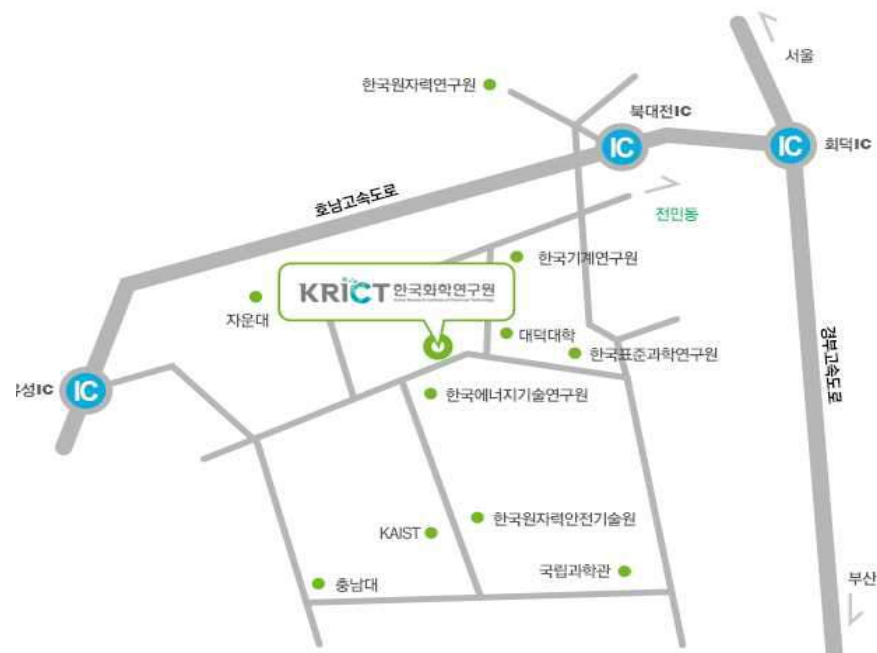 서울
한국원자력연구원
북대전IC
IC
IC
회덕IC
호남고속도로
전민동
한국기계연구원
KRICT 한국화학연구원
자운대
대덕대학
한국표준과학연구원
경부고속도로
성IC
IC
한국에너지기술연구원
한국원자력안전기술원
KAIST
국립과학관
충남대
부산